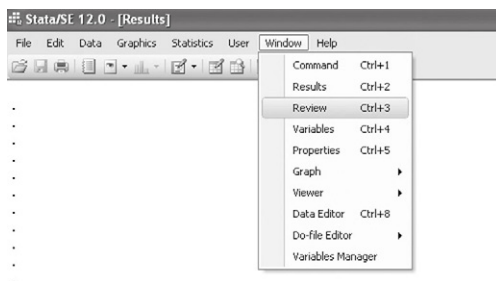 Stata/SE 12.0 - [Results]
File Edit Data Graphics Statistics User Window Help
Command Ctrl+1
Results Ctrl+2
Review Ctrl+3
Variables Ctrl+4
Properties Ctrl+5
Graph
Viewer
Data Editor Ctrl+8
Do-file Editor
Variables Manager